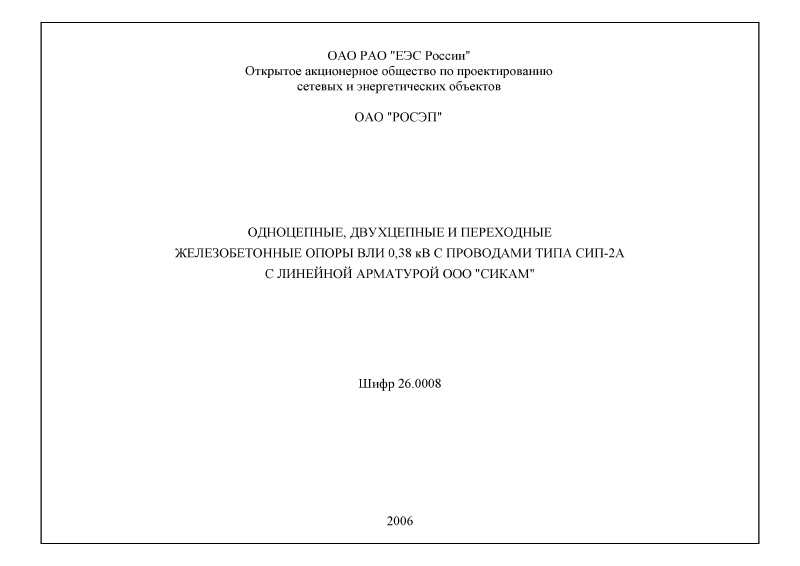 ОАО РАО "ЕЭС России"
Открытое акционерное общество по проектированию
сетевых и энергетических объектов
ОАО "РОСЭП"
ОДНОЦЕПНЫЕ, ДВУХЦЕПНЫЕ И ПЕРЕХОДНЫЕ
ЖЕЛЕЗОБЕТОННЫЕ ОПОРЫ ВЛИ 0,38 кВ С ПРОВОДАМИ ТИПА СИП-2А
С ЛИНЕЙНОЙ АРМАТУРОЙ ООО "СИКАМ"
Шифр 26.0008
2006